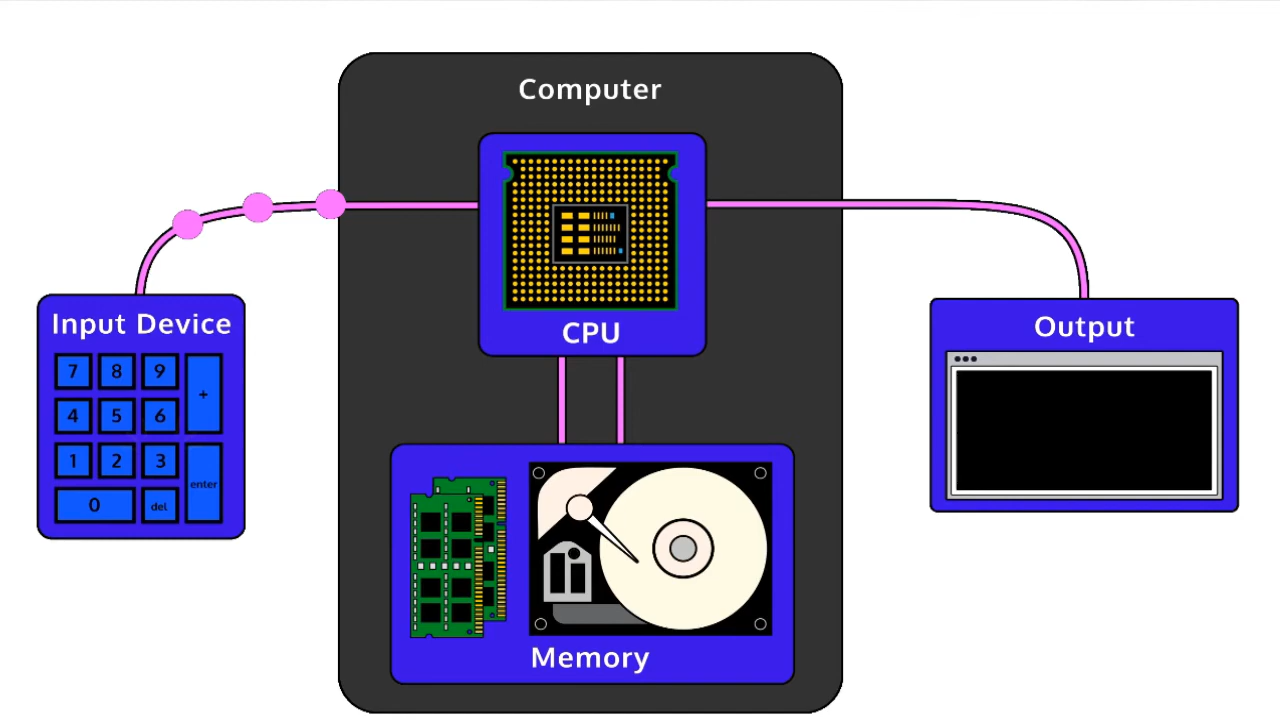 Computer
CPU
Input Device
7 8 9 +
4 5 6
1 2 3 enter
0 del
Output
Memory